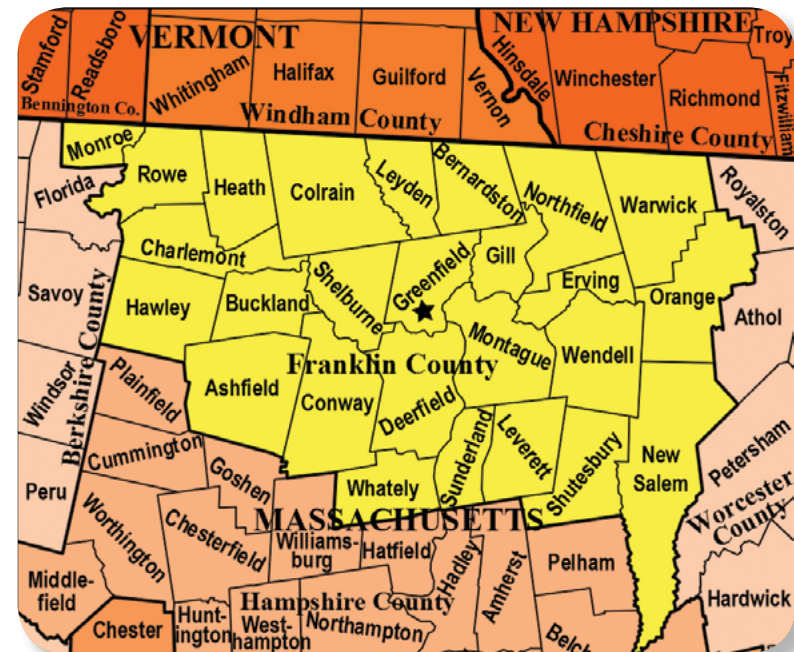 NEW HAMPSHIRE
VERMONT
Stamford
Readsboro
Bennington Co.
Whitingham
Halifax
Guilford
Vernon
Windham County
Hinsdale
Winchester
Richmond
Troy
Fitzwilliam
Cheshire County
Monroe
Rowe
Heath
Colrain
Leyden
Bernardston
Northfield
Warwick
Royalston
Florida
Charlemont
Shelburne
Greenfield
Gill
Erving
Orange
Athol
Savoy
Hawley
Buckland
Montague
Wendell
Berkshire County
Windsor
Plainfield
Ashfield
Franklin County
Conway
Deerfield
Sunderland
Leverett
Shutesbury
New
Salem
Petersham
Worcester
County
Peru
Cummington
Goshen
Whately
MASSACHUSETTS
Worthington
Chesterfield
Williams-
burg
Hatfield
Hadley
Amherst
Pelham
Hardwick
Middle-
field
Chester
Hunt-
ington
Hampshire County
West-
hampton
Northampton
Belch